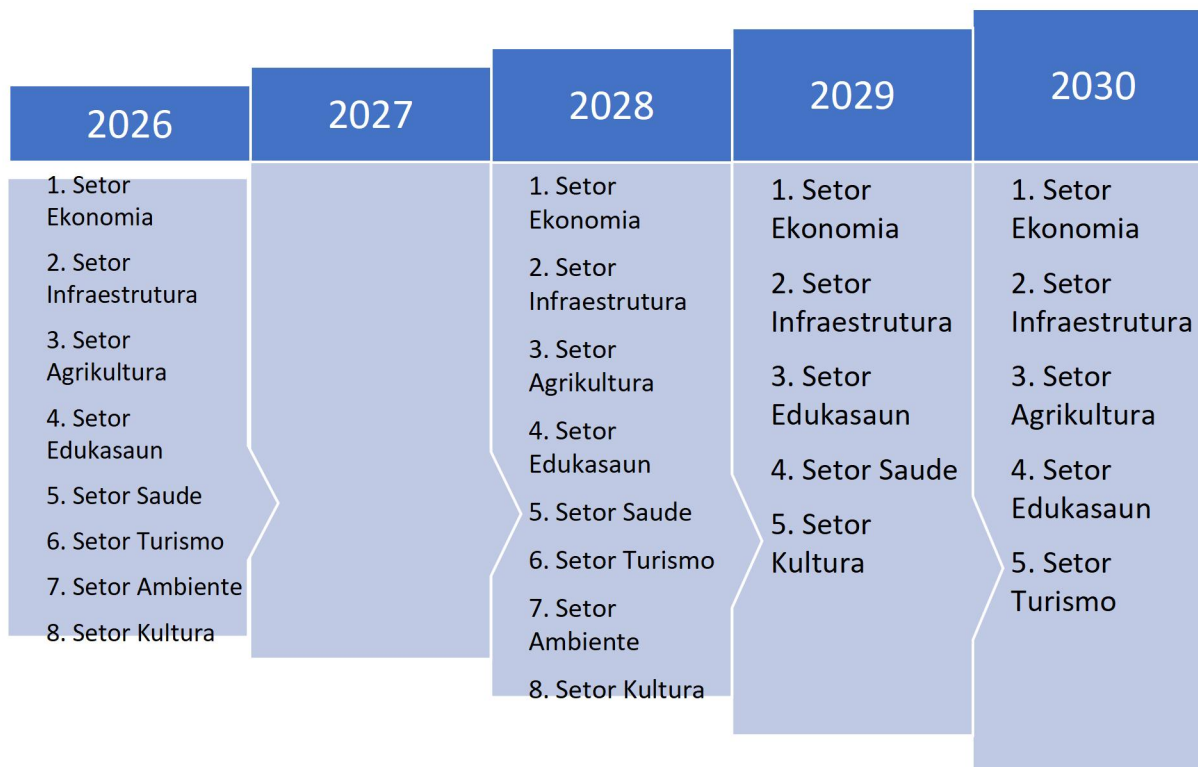 2026
1. Setor
Ekonomia
2. Setor
Infraestrutura
3. Setor
Agrikultura
4. Setor
Edukasaun
5. Setor Saude
6. Setor Turismo
7. Setor Ambiente
8. Setor Kultura
2027
2028
1. Setor
Ekonomia
2. Setor
Infraestrutura
3. Setor
Agrikultura
4. Setor
Edukasaun
5. Setor Saude
6. Setor Turismo
7. Setor
Ambiente
8. Setor Kultura
2029
1. Setor
Ekonomia
2. Setor
Infraestrutura
3. Setor
Edukasaun
4. Setor Saude
5. Setor
Kultura
2030
1. Setor
Ekonomia
2. Setor
Infraestrutura
3. Setor
Agrikultura
4. Setor
Edukasaun
5. Setor
Turismo